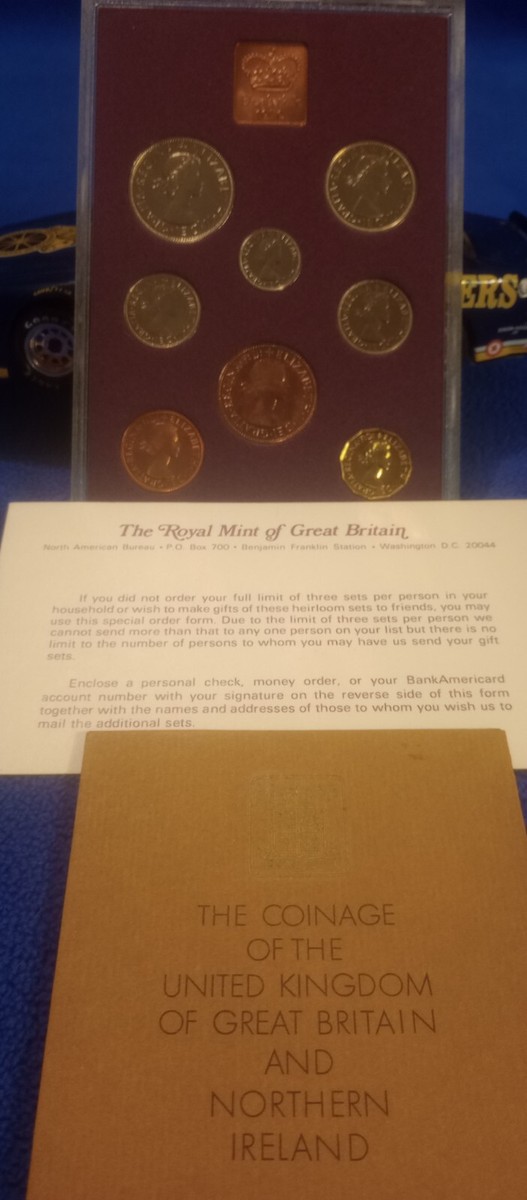 ERS
The Royal Mint of Great Britain
North American Bureau • P.O. Box 700 • Benjamin Franklin Station • Washington D.C. 20044
If you did not order your full limit of three sets per person in your
household or wish to make gifts of these heirloom sets to friends, you may
use this special order form. Due to the limit of three sets per person we
cannot send more than that to any one person on your list but there is no
limit to the number of persons to whom you may have us send your gift
sets.
Enclose a personal check, money order, or your BankAmericard
account number with your signature on the reverse side of this form
together with the names and addresses of those to whom you wish us to
mail the additional sets.
THE COINAGE
OF THE
UNITED KINGDOM
OF GREAT BRITAIN
AND
NORTHERN
IRELAND